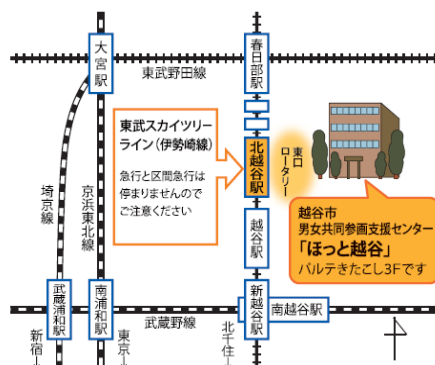 大宮駅
春日部駅
東武野田線
東武スカイツリー
ライン（伊勢崎線）
急行と区間急行は
停まりませんので
ご注意ください
北越谷駅
東口
ロータリー
埼京線
京浜東北線
越谷駅
越谷市
男女共同参画支援センター
「ほっと越谷」
パルテきたこし3Fです
武蔵浦和駅
南浦和駅
武蔵野線
新越谷駅
南越谷駅
新宿→
東京→
北千住→